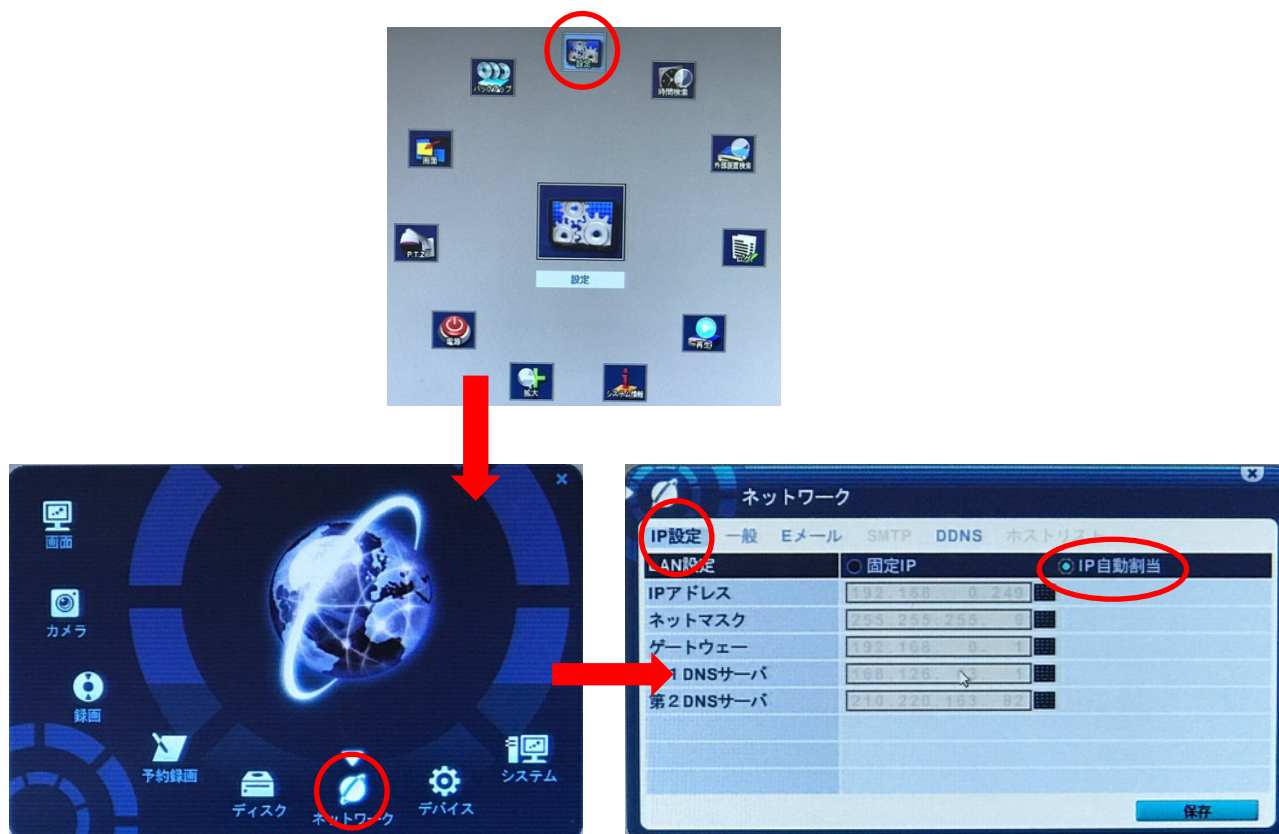 設定
バックアップ
時間検索
画面
外部装置検索
設定
P.T.Z
ログ
電源
再生
拡大
システム情報
画面
カメラ
録画
予約録画
ディスク
ネットワーク
デバイス
システム
ネットワーク
IP設定 一般 Eメール SMTP DDNS ホストリスト
LAN設定 固定IP IP自動割当
IPアドレス 192.168. 0.249
ネットマスク 255.255.255. 0
ゲートウェー 192.168. 0. 1
1 DNSサーバ 168.126. 1
第2DNSサーバ 210.220.163. 82
保存